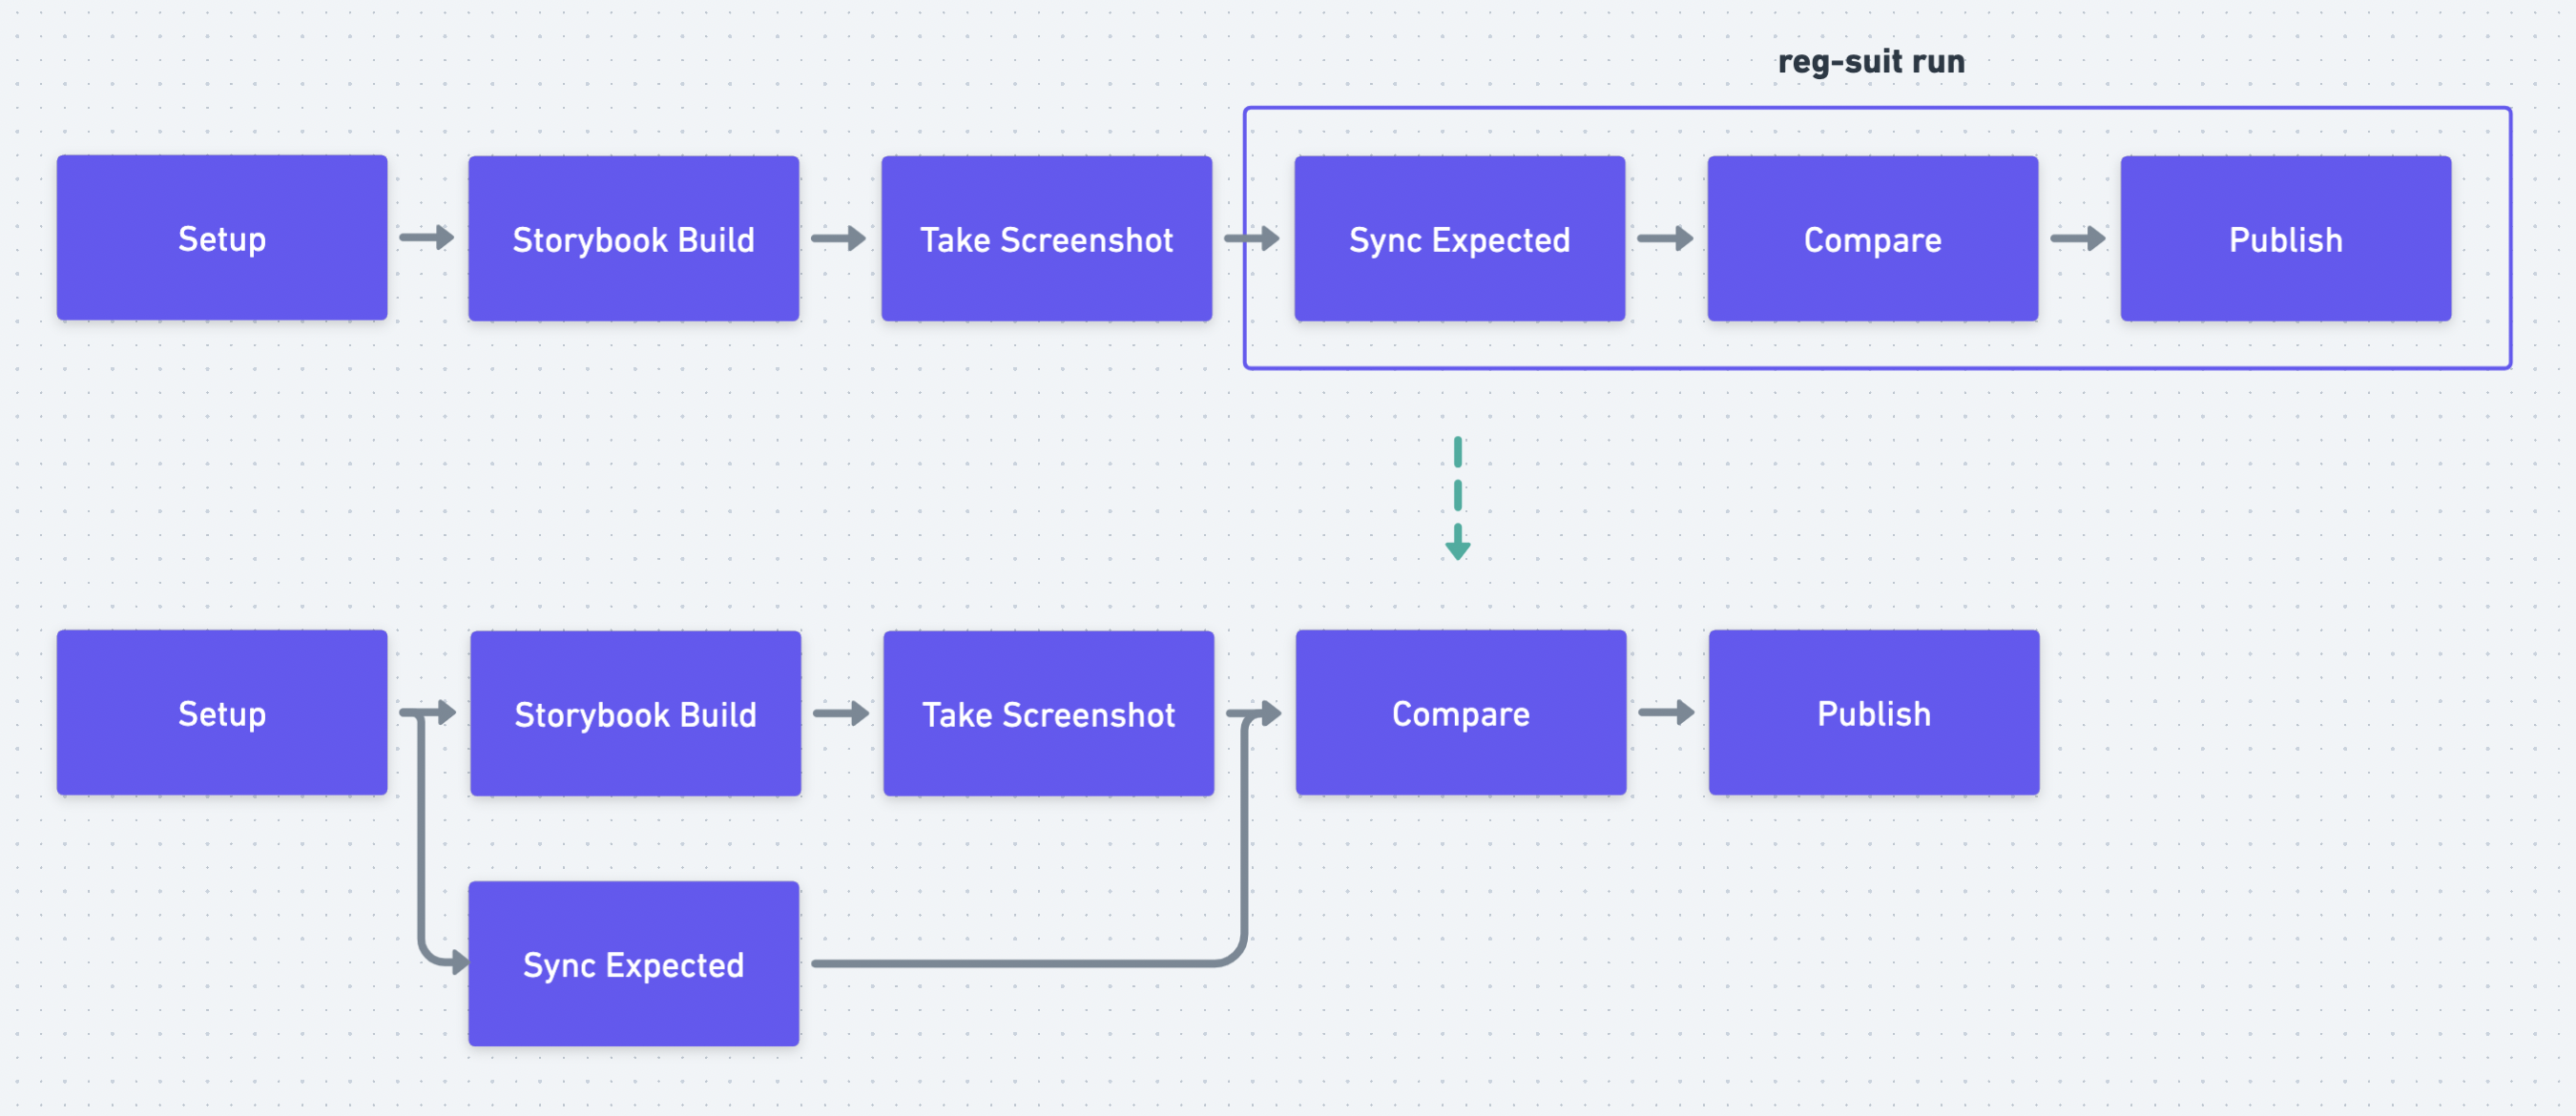 reg-suit run
Setup
Storybook Build
Take Screenshot
Sync Expected
Compare
Publish
Setup
Storybook Build
Take Screenshot
Compare
Publish
Sync Expected